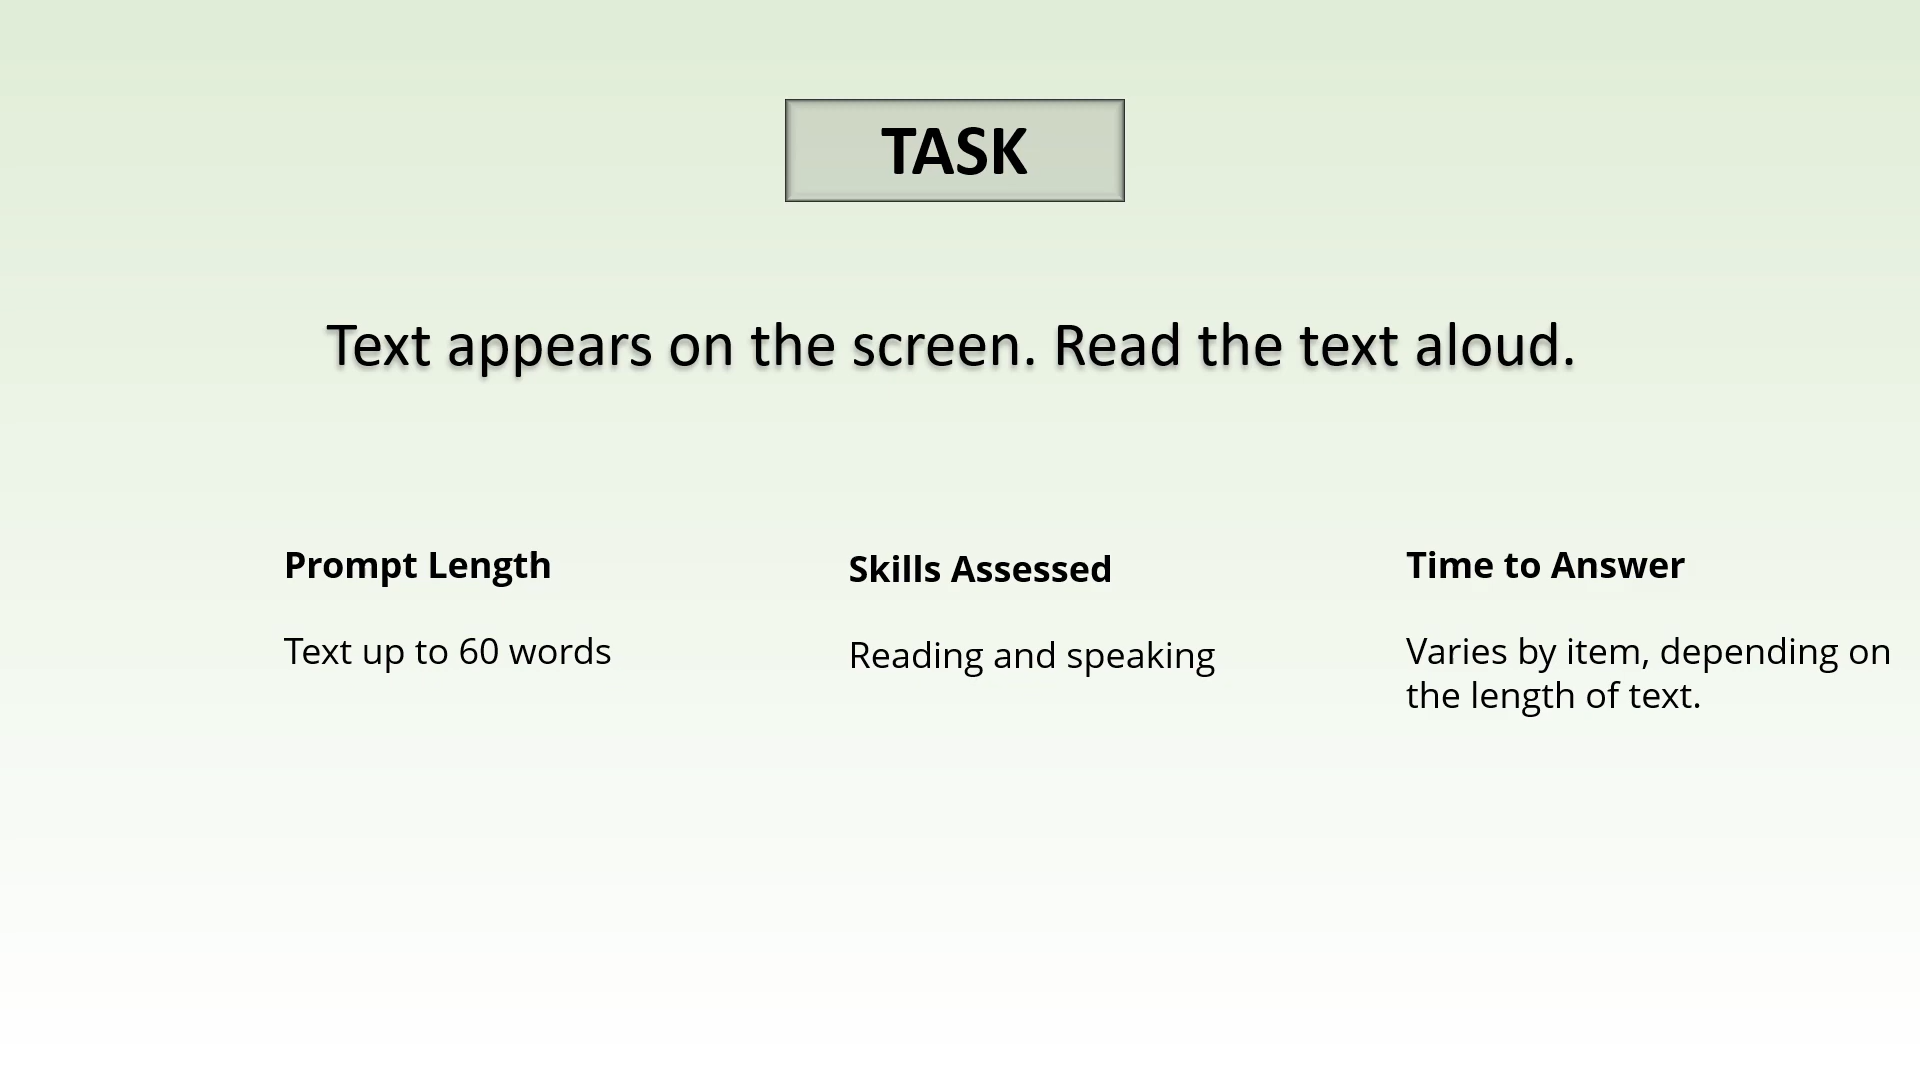 TASK
Text appears on the screen. Read the text aloud.
Prompt Length
Text up to 60 words
Skills Assessed
Reading and speaking
Time to Answer
Varies by item, depending on
the length of text.